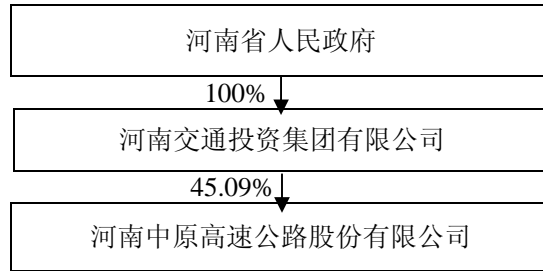 河南省人民政府
100%
河南交通投资集团有限公司
45.09%
河南中原高速公路股份有限公司